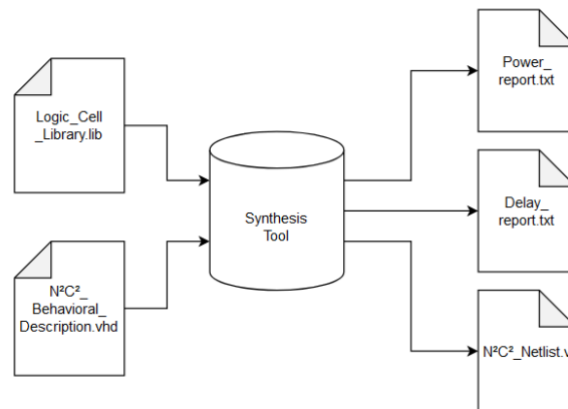 Logic_Cell
_Library.lib
N²C²_
Behavioral_
Description.vhd
Synthesis
Tool
Power_
report.txt
Delay_
report.txt
N²C²_Netlist.v